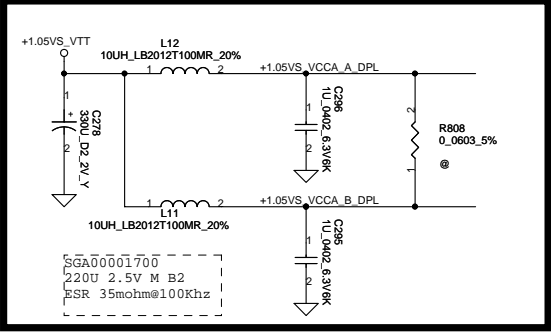 +1.05VS_VTT
L12
10UH_LB2012T100MR_20%
1 2
+1.05VS_VCCA_A_DPL
1
2
C278
330U_D2_2V_Y
+
1
2
C296
1U_0402_6.3V6K
2
1
R808
0_0603_5%
@
1 2
L11
10UH_LB2012T100MR_20%
+1.05VS_VCCA_B_DPL
1
2
C295
1U_0402_6.3V6K
SGA00001700
220U 2.5V M B2
ESR 35mohm@100Khz